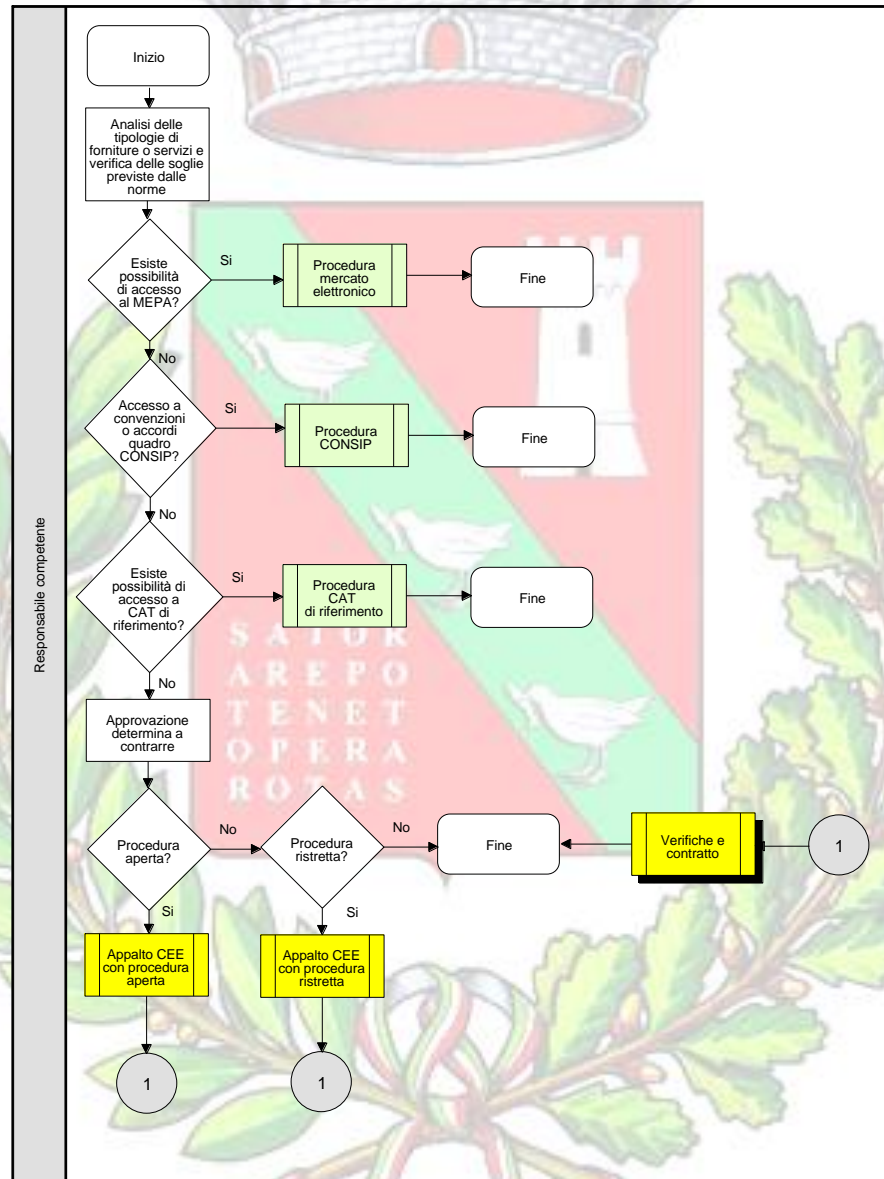 Responsabile competente
Inizio
Analisi delle
tipologie di
forniture o servizi e
verifica delle soglie
previste dalle
norme
Esiste
possibilità
di accesso
al MEPA?
Si
Procedura
mercato
elettronico
Fine
No
Accesso a
convenzioni
o accordi
quadro
CONSIP?
Si
Procedura
CONSIP
Fine
No
Esiste
possibilità di
accesso a
CAT di
riferimento?
Si
Procedura
CAT
di riferimento
Fine
No
SATOR
AREPO
TENET
OPERA
ROTAS
Approvazione
determina a
contrarre
Procedura
aperta?
No
Procedura
ristretta?
No
Fine
Verifiche e
contratto
1
Si
Si
Appalto CEE
con procedura
aperta
Appalto CEE
con procedura
ristretta
1
1